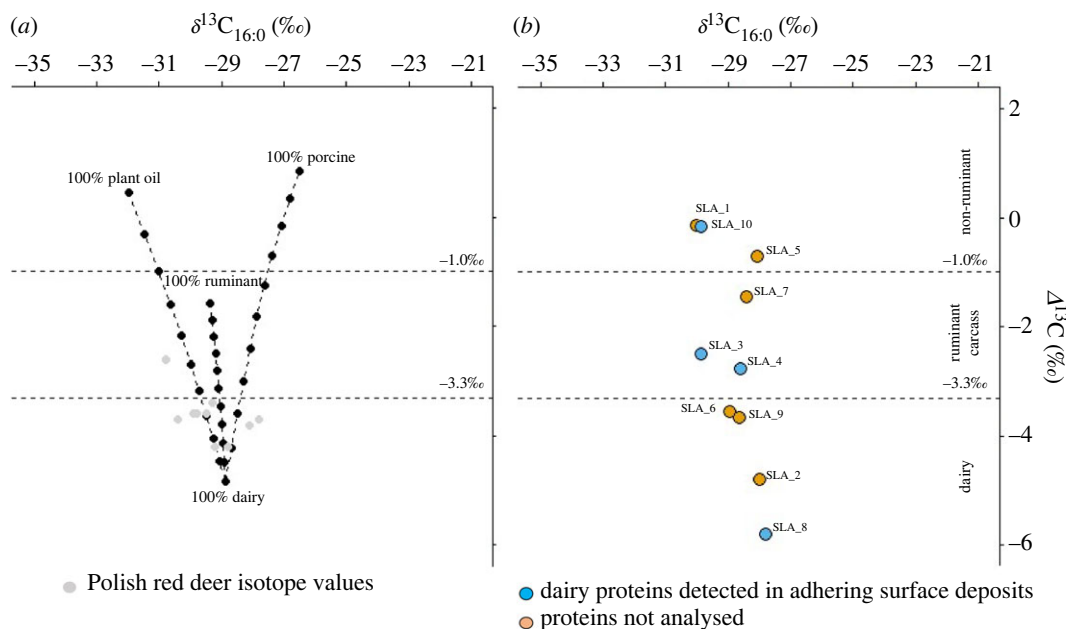 (a) δ¹³C₁₆:₀ (‰)
−35 −33 −31 −29 −27 −25 −23 −21
100% porcine
100% plant oil
−1.0‰
100% ruminant
−3.3‰
100% dairy
Polish red deer isotope values
(b) δ¹³C₁₆:₀ (‰)
−35 −33 −31 −29 −27 −25 −23 −21
2
0
−2
−4
−6
Δ¹³C (‰)
non-ruminant
ruminant
carcass
dairy
SLA_1
SLA_10
SLA_5
−1.0‰
SLA_7
SLA_3
SLA_4
−3.3‰
SLA_6
SLA_9
SLA_2
SLA_8
dairy proteins detected in adhering surface deposits
proteins not analysed